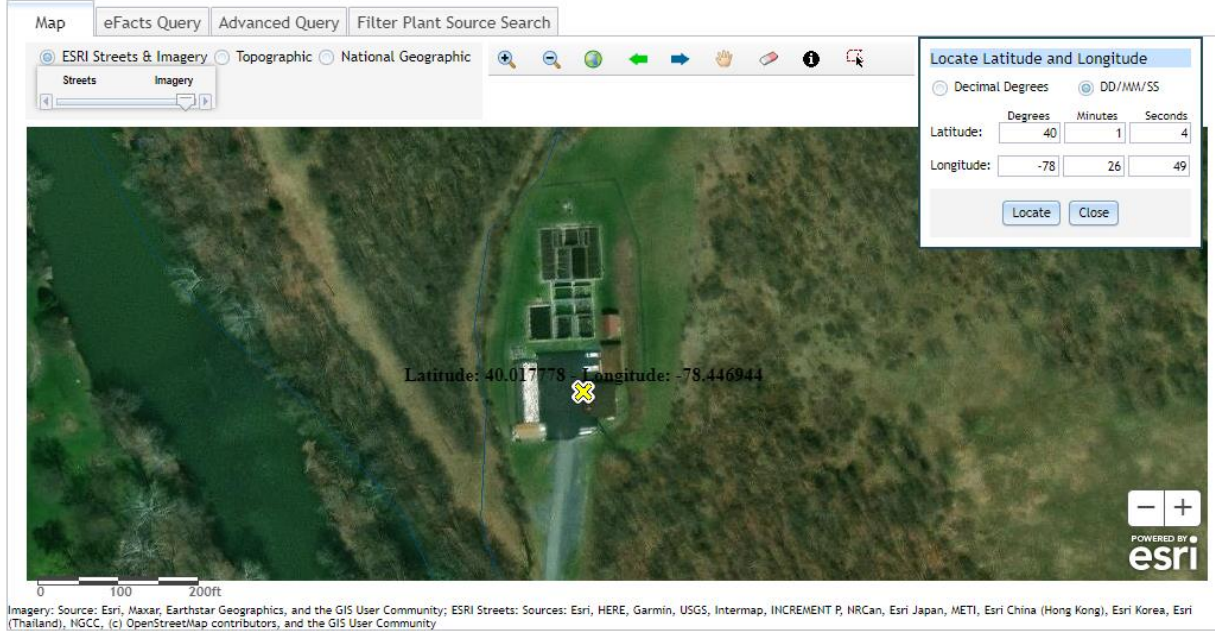 Map eFacts Query Advanced Query Filter Plant Source Search
ESRI Streets & Imagery Topographic National Geographic
Streets Imagery
Locate Latitude and Longitude
Decimal Degrees DD/MM/SS
Degrees Minutes Seconds
Latitude: 40 1 4
Longitude: -78 26 49
Locate Close
Latitude: 40.017778 - Longitude: -78.446944
POWERED BY
esri
0 100 200ft
Imagery: Source: Esri, Maxar, Earthstar Geographics, and the GIS User Community; ESRI Streets: Sources: Esri, HERE, Garmin, USGS, Intermap, INCREMENT P, NRCan, Esri Japan, METI, Esri China (Hong Kong), Esri Korea, Esri
(Thailand), NGCC, (c) OpenStreetMap contributors, and the GIS User Community